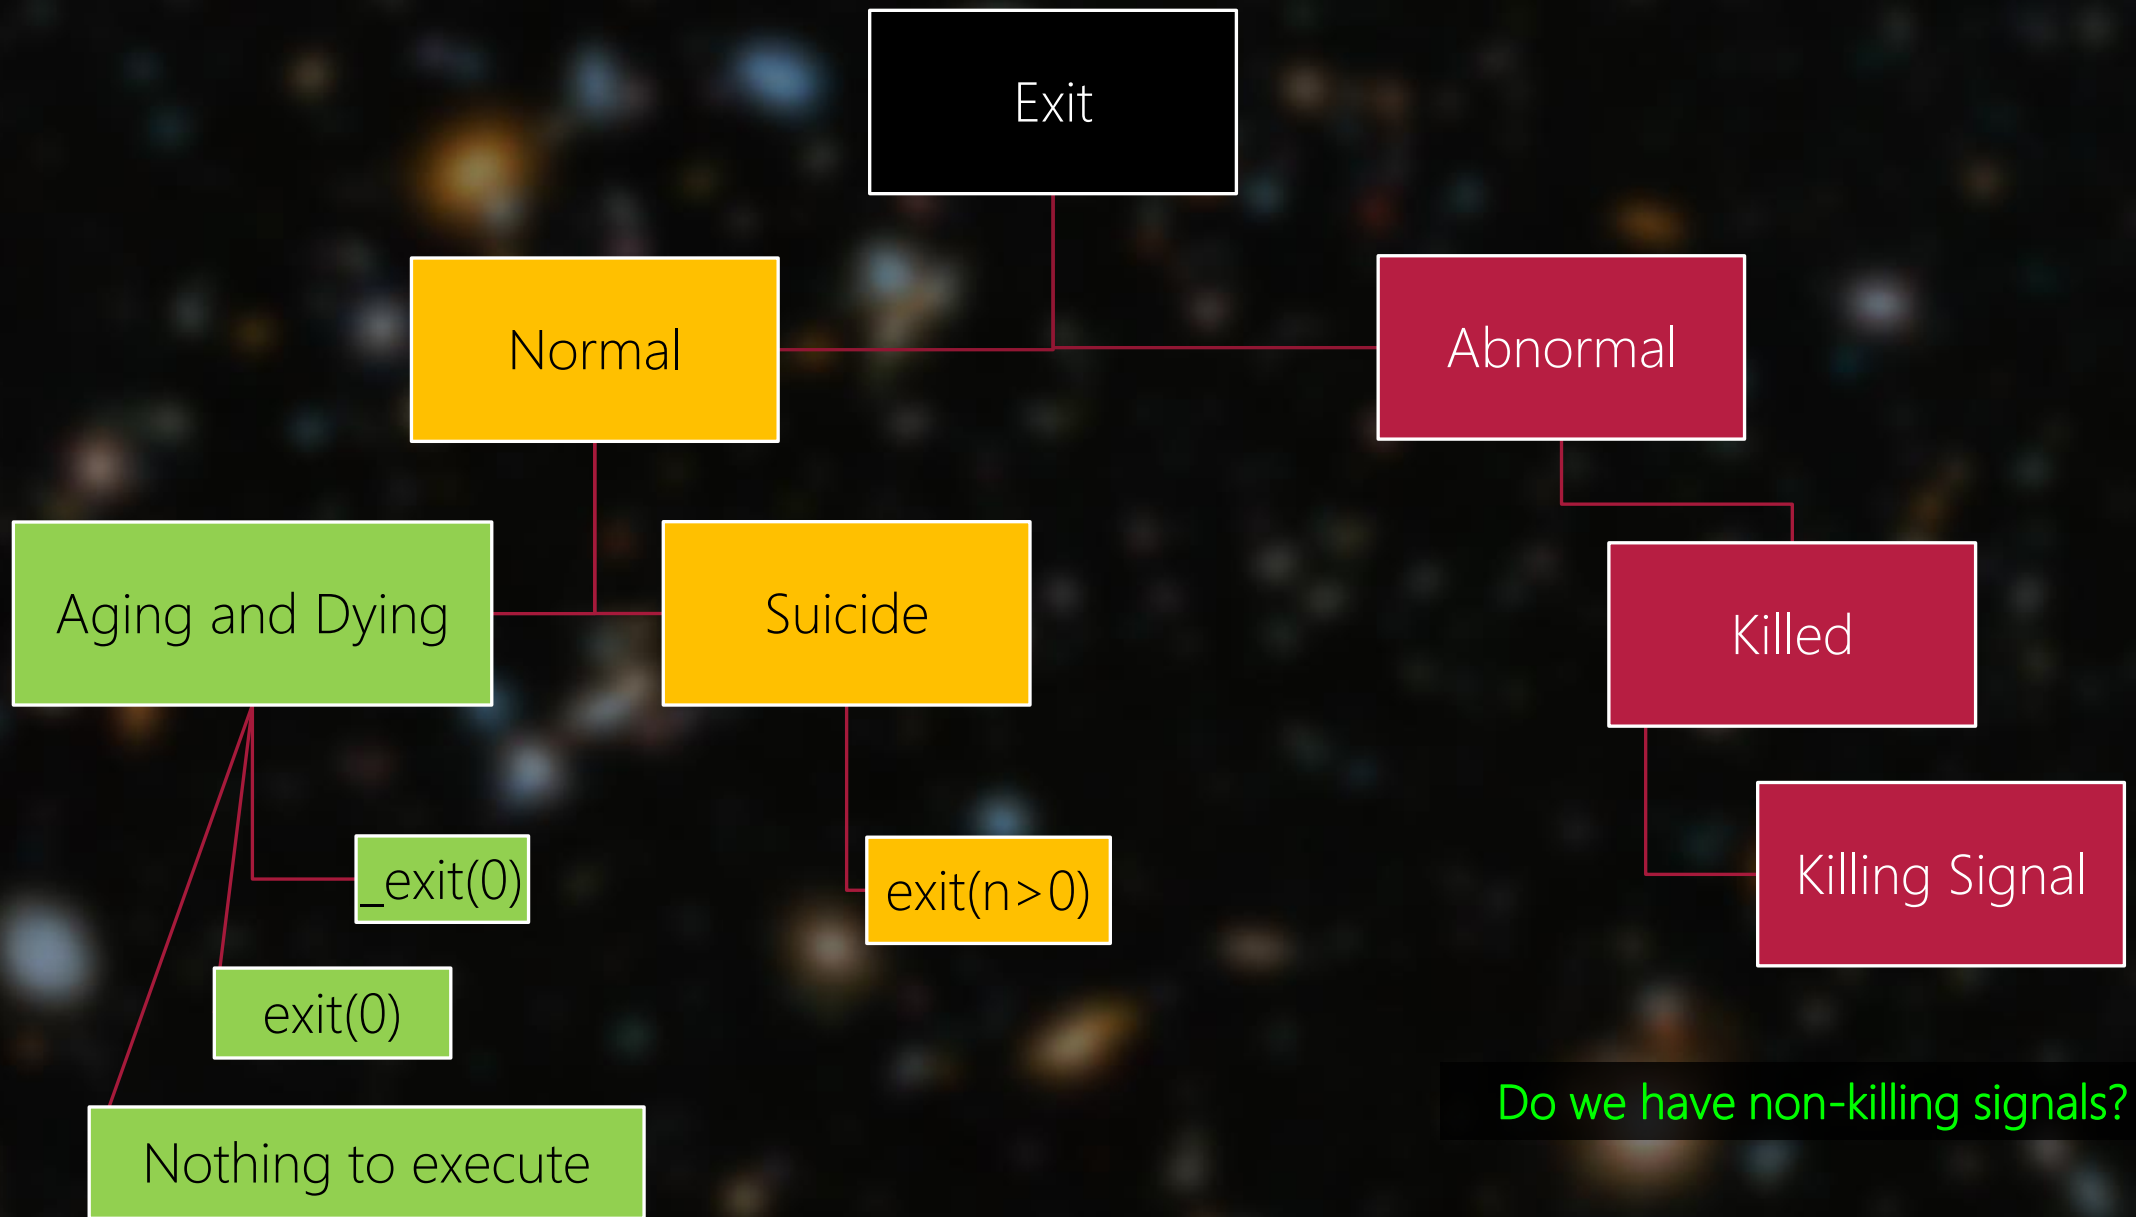 Exit
Normal
Abnormal
Aging and Dying
Suicide
Killed
_exit(0)
exit(n>0)
Killing Signal
exit(0)
Do we have non-killing signals?
Nothing to execute